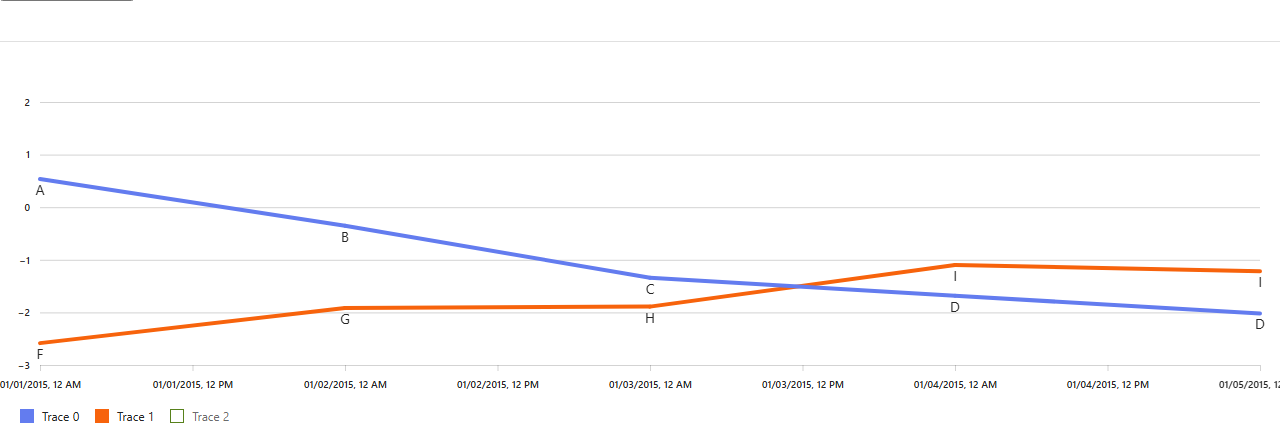 2
1
A
0
B
−1
I
I
C
D
G
H
−2
D
F
−3
01/01/2015, 12 AM 01/01/2015, 12 PM 01/02/2015, 12 AM 01/02/2015, 12 PM 01/03/2015, 12 AM 01/03/2015, 12 PM 01/04/2015, 12 AM 01/04/2015, 12 PM 01/05/2015, 12
Trace 0 Trace 1 Trace 2